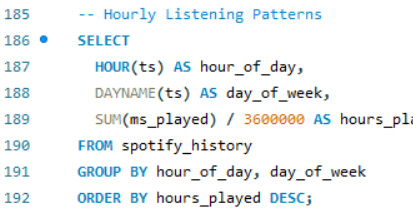 185 -- Hourly Listening Patterns
186 SELECT
187 HOUR(ts) AS hour_of_day,
188 DAYNAME(ts) AS day_of_week,
189 SUM(ms_played) / 3600000 AS hours_pla
190 FROM spotify_history
191 GROUP BY hour_of_day, day_of_week
192 ORDER BY hours_played DESC;